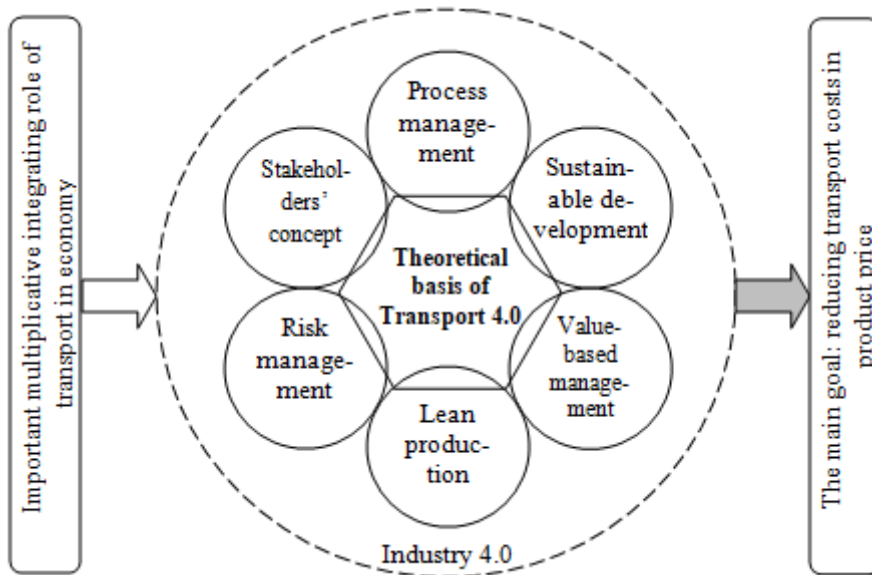 Important multiplicative integrating role of
transport in economy
Process
manage-
ment
Stakehol-
ders’
concept
Sustain-
able de-
velopment
Theoretical
basis of
Transport 4.0
Risk
manage-
ment
Value-
based
manage-
ment
Lean
produc-
tion
Industry 4.0
The main goal: reducing transport costs in
product price